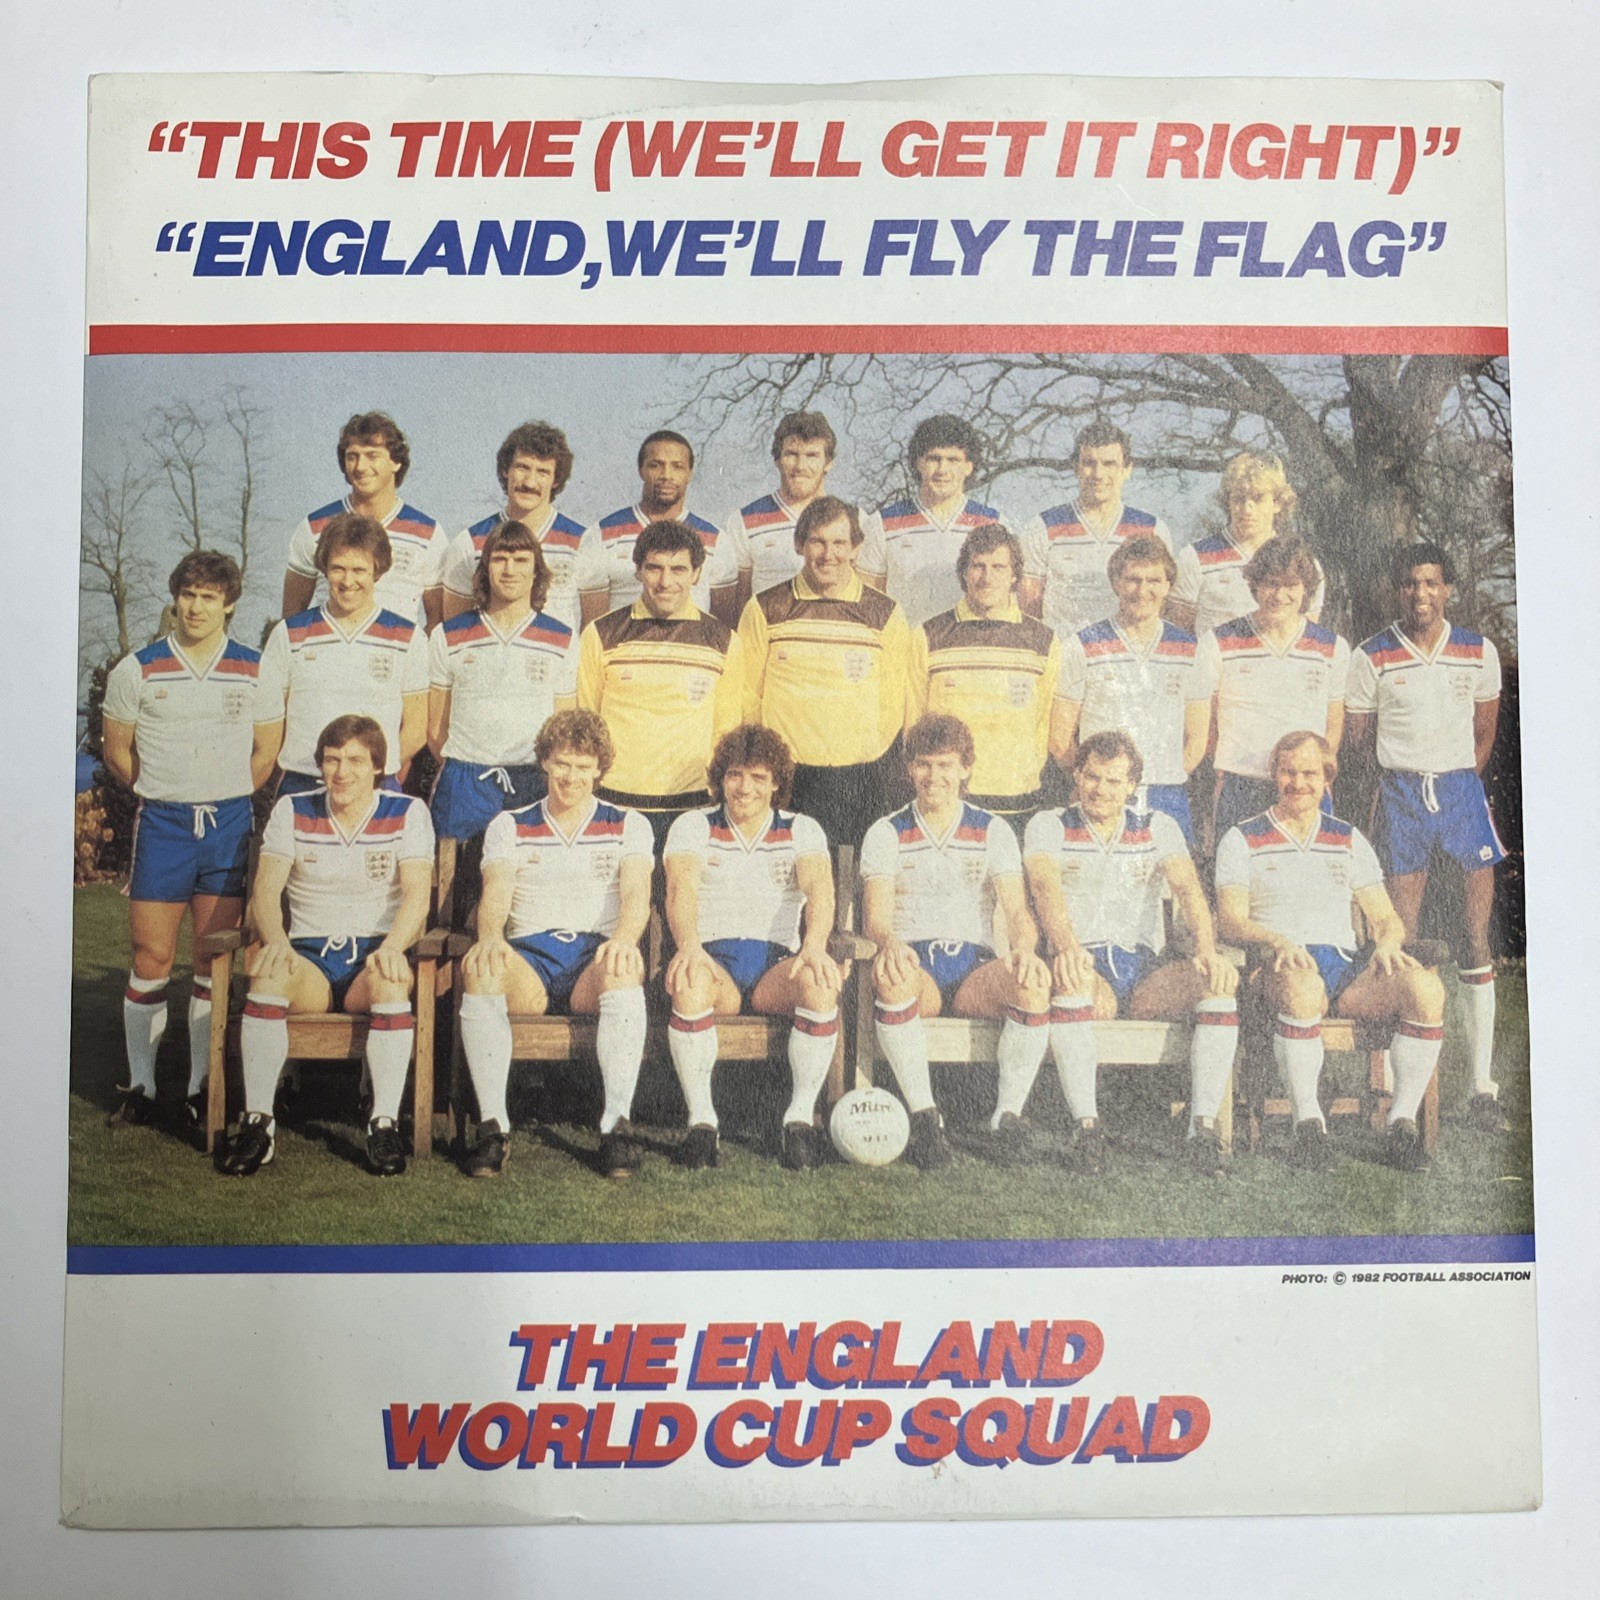 “THIS TIME (WE’LL GET IT RIGHT)”
“ENGLAND, WE’LL FLY THE FLAG”
Mitre
PHOTO: © 1982 FOOTBALL ASSOCIATION
THE ENGLAND
WORLD CUP SQUAD